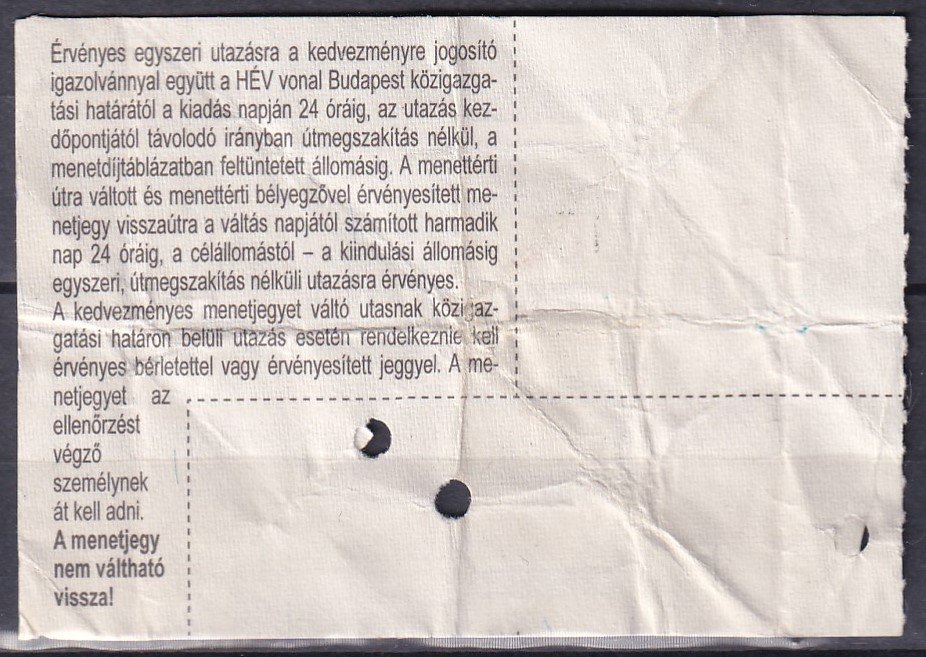 Érvényes egyszeri utazásra a kedvezményre jogosító
igazolvánnyal együtt a HÉV vonal Budapest közigazga-
tási határától a kiadás napján 24 óráig, az utazás kez-
dőpontjától távolodó irányban útmegszakítás nélkül, a
menetdíjtáblázatban feltüntetett állomásig. A menettérti
útra váltott és menettérti bélyegzővel érvényesített me-
netjegy visszaútra a váltás napjától számított harmadik
nap 24 óráig, a célállomástól – a kiindulási állomásig
egyszeri, útmegszakítás nélküli utazásra érvényes.
A kedvezményes menetjegyet váltó utasnak közigaz-
gatási határon belüli utazás esetén rendelkeznie kell
érvényes bérletettel vagy érvényesített jeggyel. A me-
netjegyet az
ellenőrzést
végző
személynek
át kell adni.
A menetjegy
nem váltható
vissza!